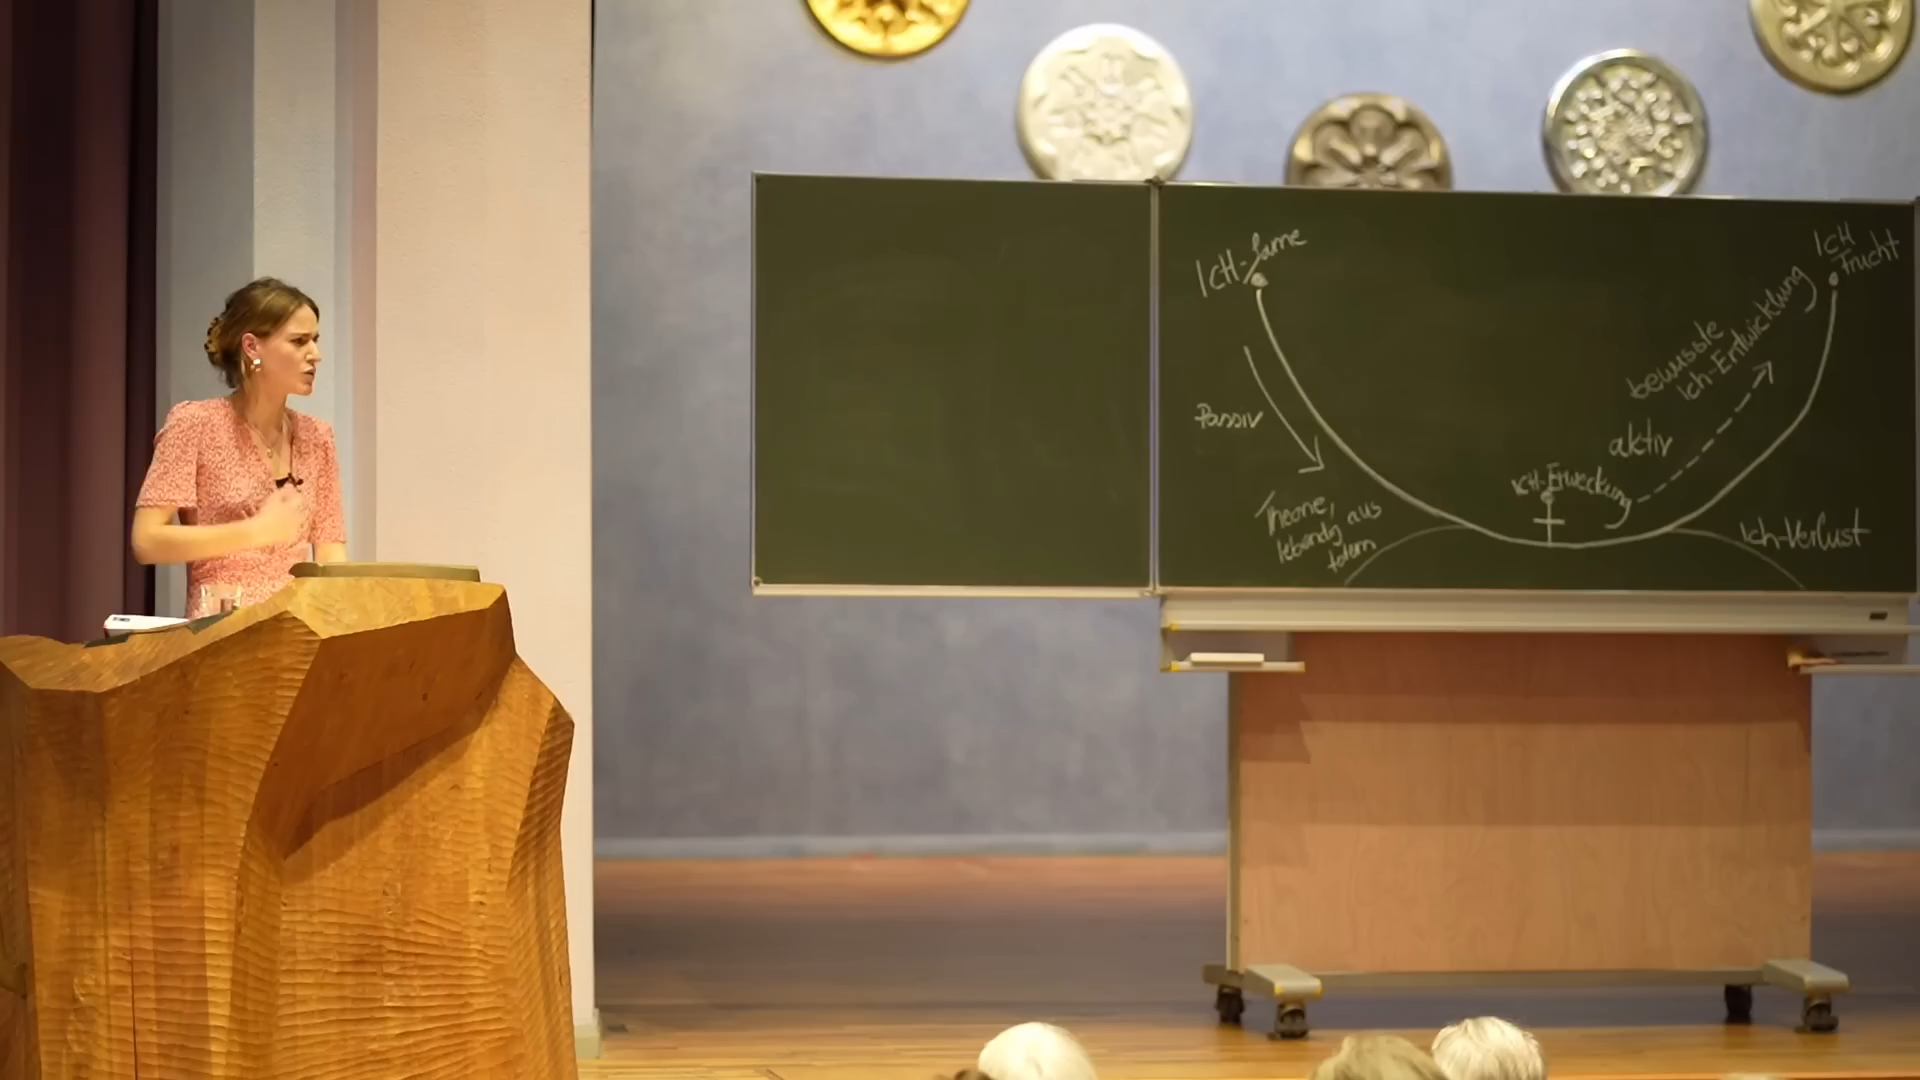 ICH-Same
Passiv
Theorie,
lebendig aus
totem
ICH-Erweckung
aktiv
bewusste
Ich-Entwicklung
ICH
Frucht
Ich-Verlust